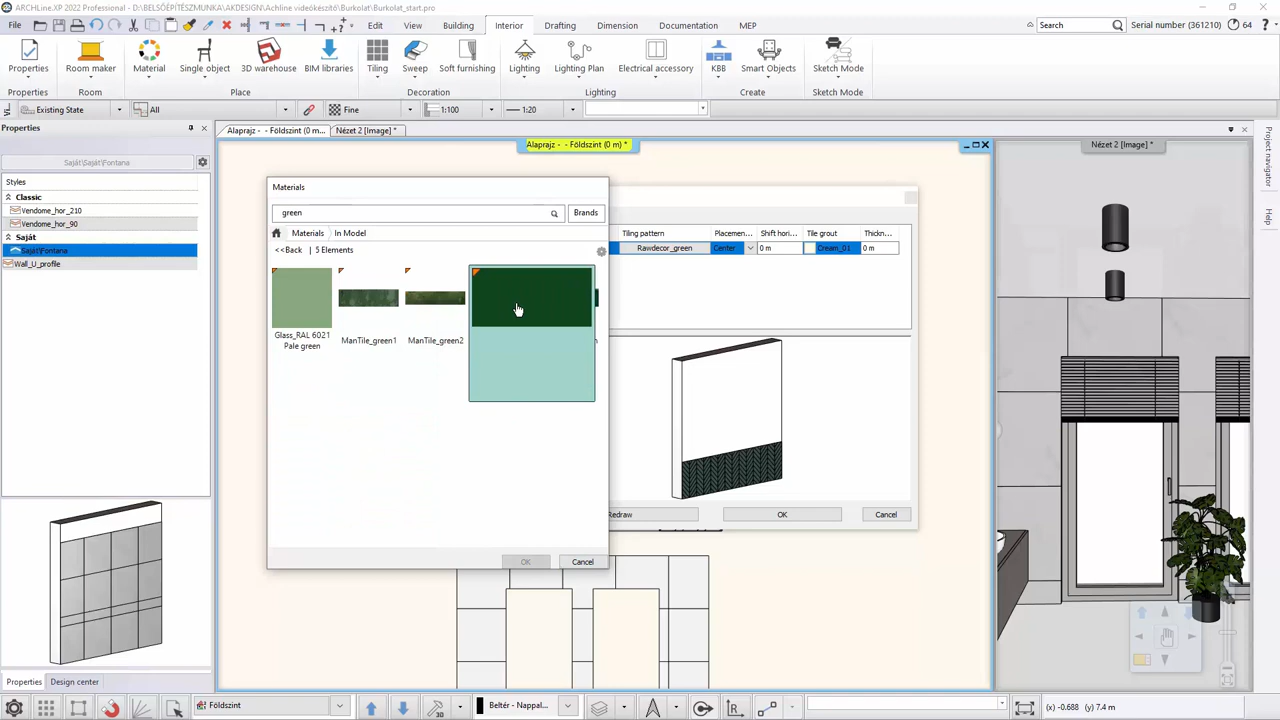 ARCHLine.XP 2022 Professional - D:\BELSŐÉPÍTÉSZMUNKA\AKDESIGN\Achline videókészítő\Burkolat\Burkolat_start.pro
File Edit View Building Interior Drafting Dimension Documentation MEP Search Serial number (361210) 64 ?
Properties Room maker Material Single object 3D warehouse BIM libraries Tiling Sweep Soft furnishing Lighting Lighting Plan Electrical accessory KBB Smart Objects Sketch Mode
Properties Room Place Decoration Lighting Create Sketch Mode
Existing State All Fine 1:100 1:20
Properties Alaprajz - - Földszint (0 m... Nézet 2 [Image] *
Alaprajz - - Földszint (0 m) * Nézet 2 [Image] *
Saját\Saját\Fontana
Styles
Classic
Vendome_hor_210
Vendome_hor_90
Saját
Saját\Fontana
Wall_U_profile
Materials
green Brands
Materials In Model
<<Back | 5 Elements
Glass_RAL 6021 Pale green
ManTile_green1 ManTile_green2
OK Cancel
Tiling pattern Placemen... Shift hori... Tile grout Thickn...
Rawdecor_green Center 0 m Cream_01 0 m
Redraw OK Cancel
Project navigator
Help
Properties Design center
Földszint Beltér - Nappal... (x) -0.688 (y) 7.4 m